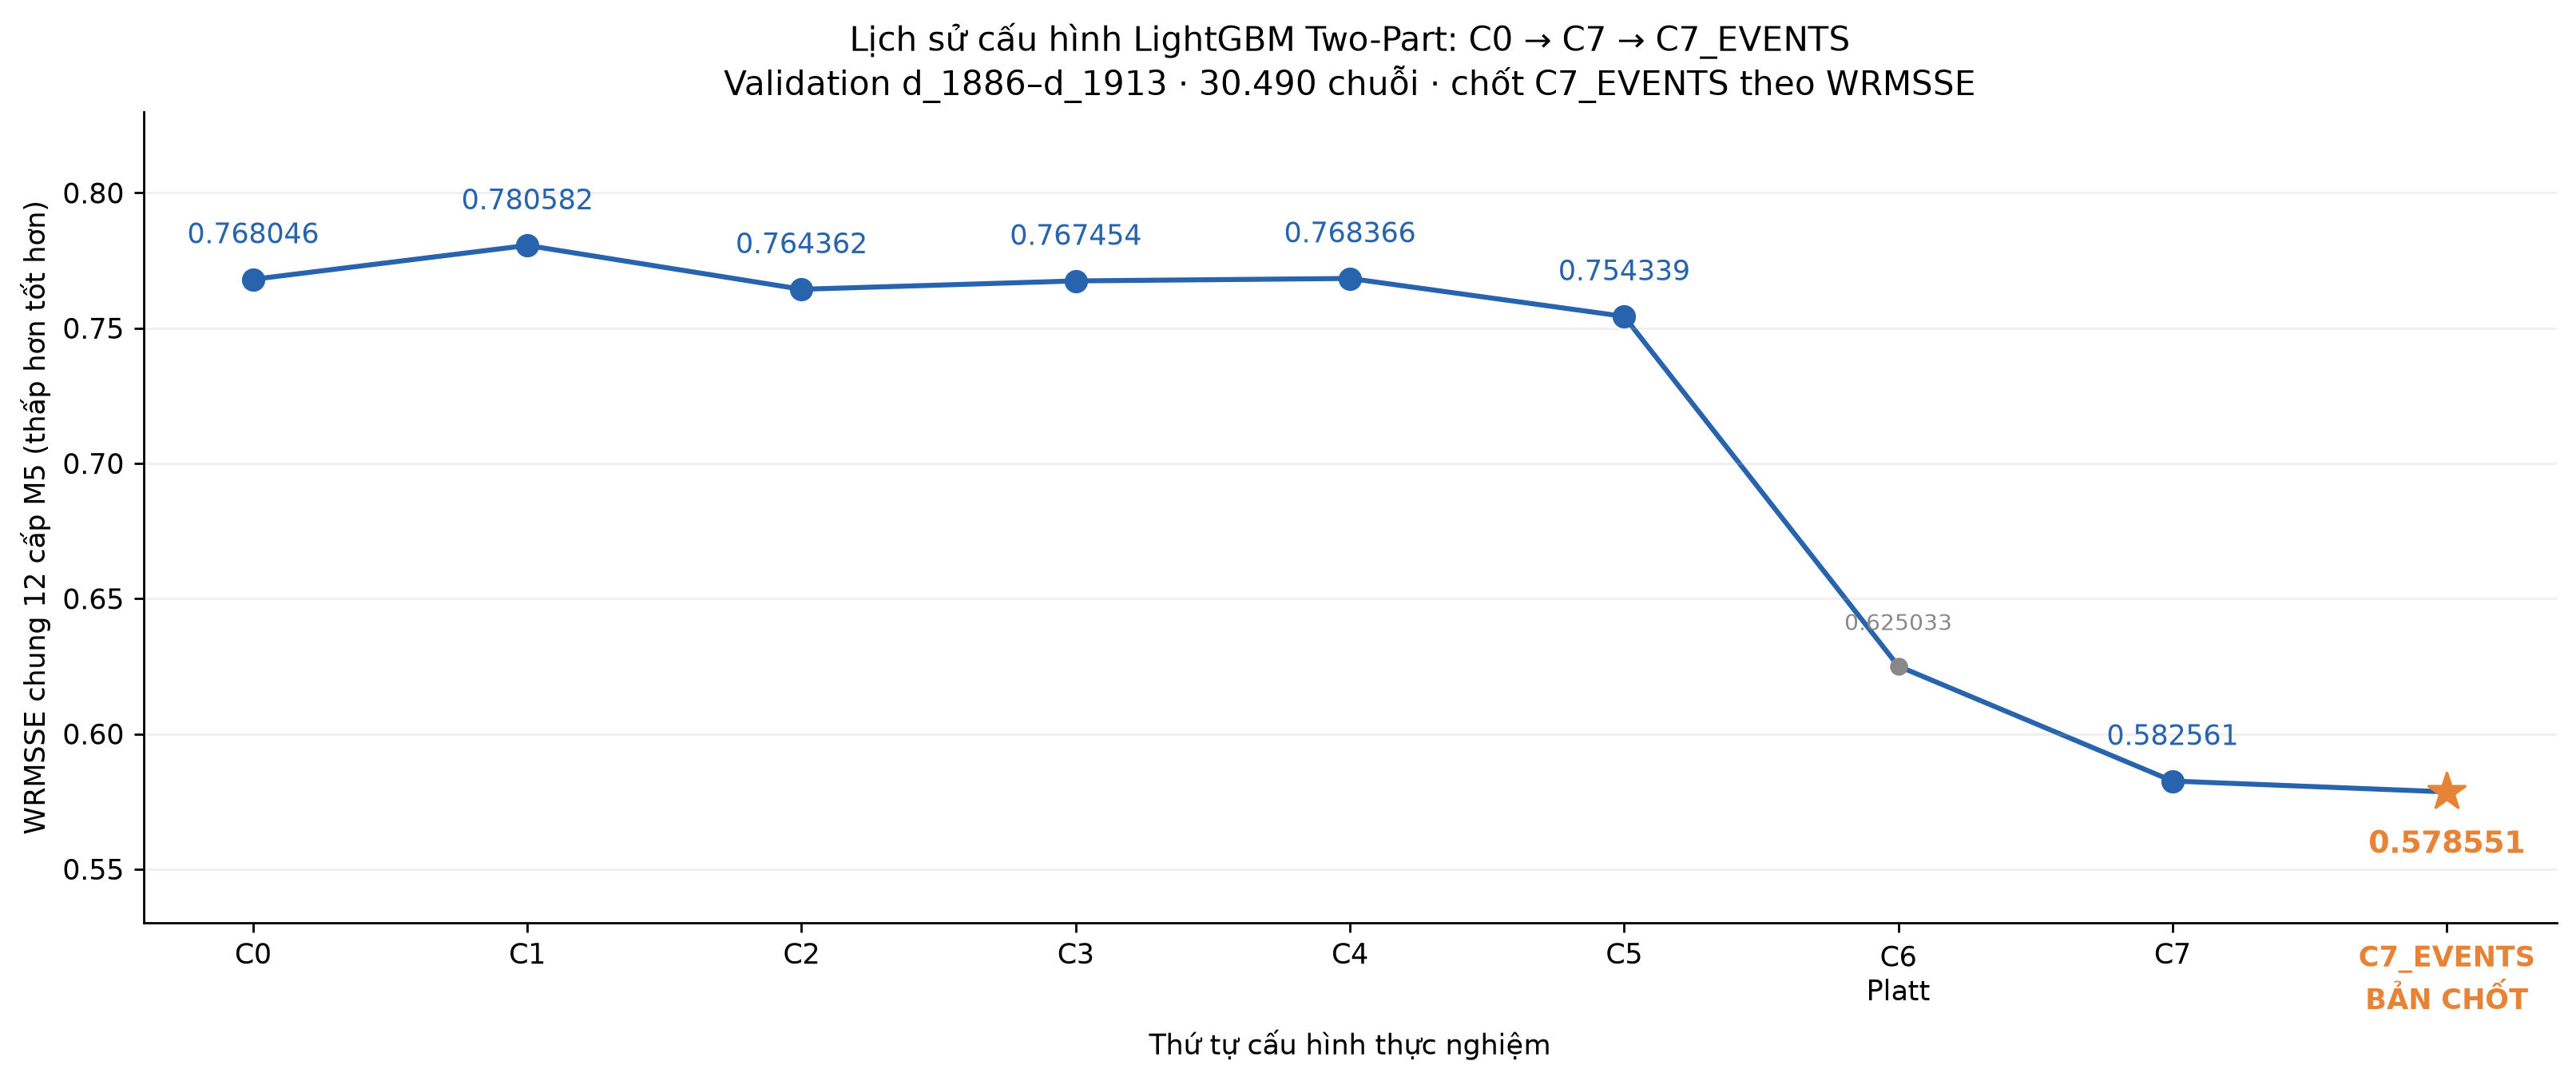 Lịch sử cấu hình LightGBM Two-Part: C0 → C7 → C7_EVENTS
Validation d_1886–d_1913 · 30.490 chuỗi · chốt C7_EVENTS theo WRMSSE
WRMSSE chung 12 cấp M5 (thấp hơn tốt hơn)
0.80
0.75
0.70
0.65
0.60
0.55
0.768046
0.780582
0.764362
0.767454
0.768366
0.754339
0.625033
0.582561
0.578551
C0
C1
C2
C3
C4
C5
C6
Platt
C7
C7_EVENTS
BẢN CHỐT
Thứ tự cấu hình thực nghiệm